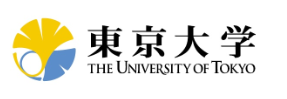 東京大学
THE UNIVERSITY OF TOKYO